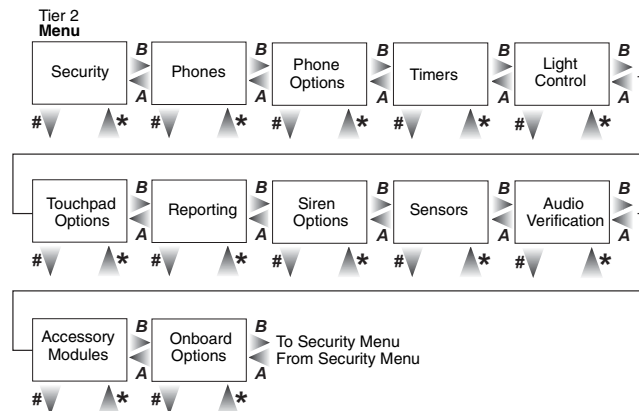 Tier 2
Menu
Security
B
A
Phones
B
A
Phone
Options
B
A
Timers
B
A
Light
Control
B
A
# *
# *
# *
# *
# *
Touchpad
Options
B
A
Reporting
B
A
Siren
Options
B
A
Sensors
B
A
Audio
Verification
B
A
# *
# *
# *
# *
# *
Accessory
Modules
B
A
Onboard
Options
B
A
To Security Menu
From Security Menu
# *
# *